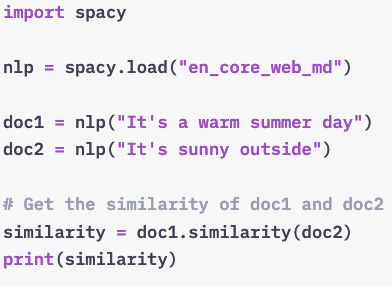 import spacy
nlp = spacy.load("en_core_web_md")
doc1 = nlp("It's a warm summer day")
doc2 = nlp("It's sunny outside")
# Get the similarity of doc1 and doc2
similarity = doc1.similarity(doc2)
print(similarity)